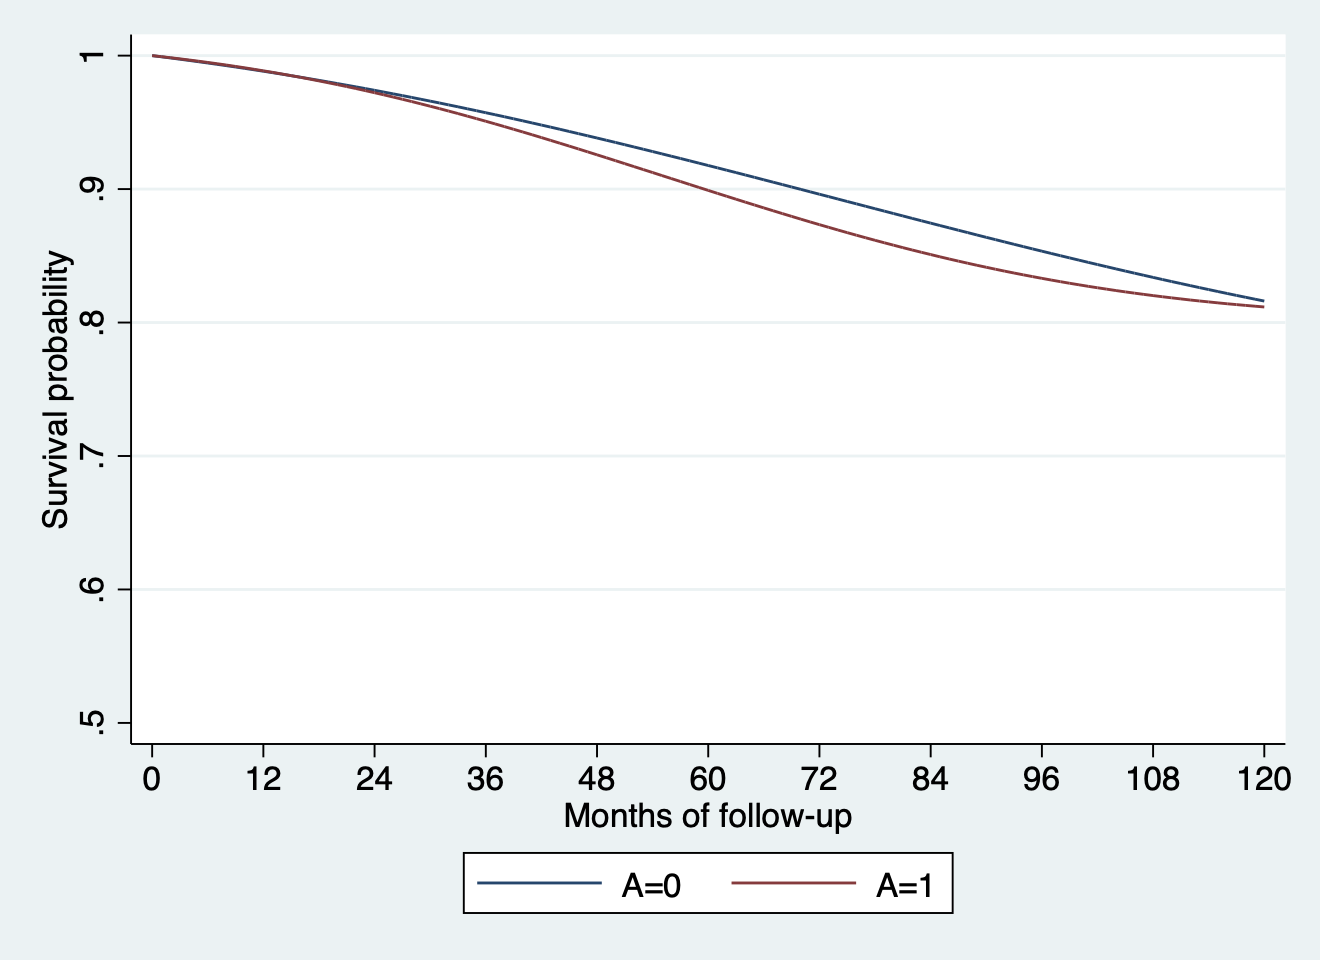 1
.9
.8
.7
.6
.5
Survival probability
0 12 24 36 48 60 72 84 96 108 120
Months of follow-up
A=0 A=1